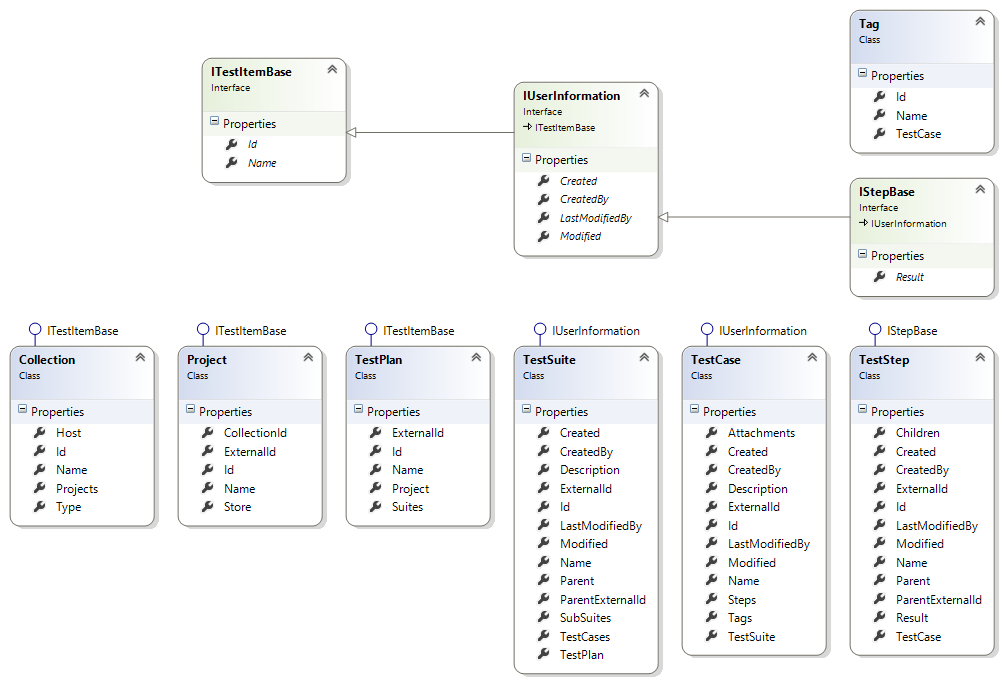 ITestItemBase
Interface
Properties
Id
Name
IUserInformation
Interface
ITestItemBase
Properties
Created
CreatedBy
LastModifiedBy
Modified
Tag
Class
Properties
Id
Name
TestCase
IStepBase
Interface
IUserInformation
Properties
Result
ITestItemBase
Collection
Class
Properties
Host
Id
Name
Projects
Type
ITestItemBase
Project
Class
Properties
CollectionId
ExternalId
Id
Name
Store
ITestItemBase
TestPlan
Class
Properties
ExternalId
Id
Name
Project
Suites
IUserInformation
TestSuite
Class
Properties
Created
CreatedBy
Description
ExternalId
Id
LastModifiedBy
Modified
Name
Parent
ParentExternalId
SubSuites
TestCases
TestPlan
IUserInformation
TestCase
Class
Properties
Attachments
Created
CreatedBy
Description
ExternalId
Id
LastModifiedBy
Modified
Name
Steps
Tags
TestSuite
IStepBase
TestStep
Class
Properties
Children
Created
CreatedBy
ExternalId
Id
LastModifiedBy
Modified
Name
Parent
ParentExternalId
Result
TestCase